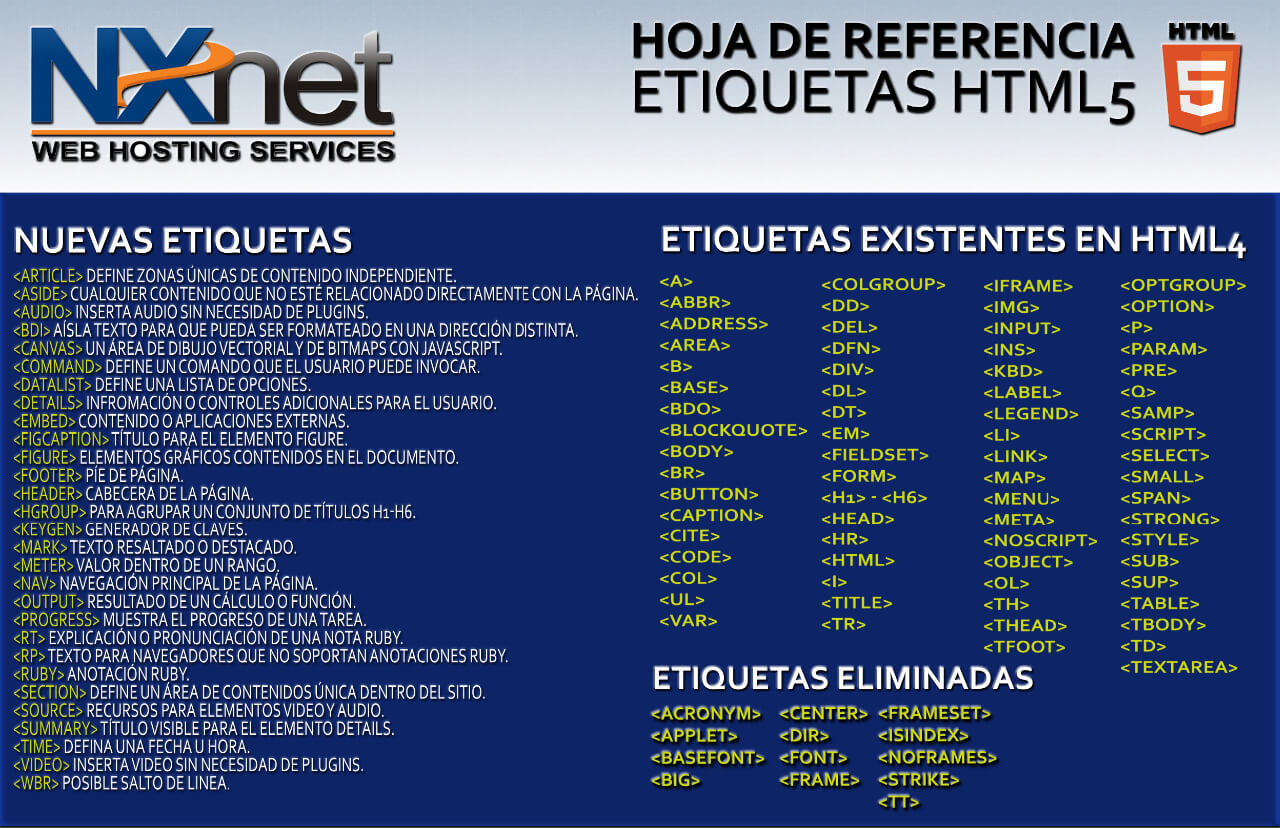 NXnet
WEB HOSTING SERVICES
HOJA DE REFERENCIA
ETIQUETAS HTML5
HTML
5
NUEVAS ETIQUETAS
<ARTICLE> DEFINE ZONAS ÚNICAS DE CONTENIDO INDEPENDIENTE.
<ASIDE> CUALQUIER CONTENIDO QUE NO ESTÉ RELACIONADO DIRECTAMENTE CON LA PÁGINA.
<AUDIO> INSERTA AUDIO SIN NECESIDAD DE PLUGINS.
<BDI> AÍSLA TEXTO PARA QUE PUEDA SER FORMATEADO EN UNA DIRECCIÓN DISTINTA.
<CANVAS> UN ÁREA DE DIBUJO VECTORIAL Y DE BITMAPS CON JAVASCRIPT.
<COMMAND> DEFINE UN COMANDO QUE EL USUARIO PUEDE INVOCAR.
<DATALIST> DEFINE UNA LISTA DE OPCIONES.
<DETAILS> INFROMACIÓN O CONTROLES ADICIONALES PARA EL USUARIO.
<EMBED> CONTENIDO O APLICACIONES EXTERNAS.
<FIGCAPTION> TÍTULO PARA EL ELEMENTO FIGURE.
<FIGURE> ELEMENTOS GRÁFICOS CONTENIDOS EN EL DOCUMENTO.
<FOOTER> PÍE DE PÁGINA.
<HEADER> CABECERA DE LA PÁGINA.
<HGROUP> PARA AGRUPAR UN CONJUNTO DE TÍTULOS H1-H6.
<KEYGEN> GENERADOR DE CLAVES.
<MARK> TEXTO RESALTADO O DESTACADO.
<METER> VALOR DENTRO DE UN RANGO.
<NAV> NAVEGACIÓN PRINCIPAL DE LA PÁGINA.
<OUTPUT> RESULTADO DE UN CÁLCULO O FUNCIÓN.
<PROGRESS> MUESTRA EL PROGRESO DE UNA TAREA.
<RT> EXPLICACIÓN O PRONUNCIACIÓN DE UNA NOTA RUBY.
<RP> TEXTO PARA NAVEGADORES QUE NO SOPORTAN ANOTACIONES RUBY.
<RUBY> ANOTACIÓN RUBY.
<SECTION> DEFINE UN ÁREA DE CONTENIDOS ÚNICA DENTRO DEL SITIO.
<SOURCE> RECURSOS PARA ELEMENTOS VIDEO Y AUDIO.
<SUMMARY> TÍTULO VISIBLE PARA EL ELEMENTO DETAILS.
<TIME> DEFINA UNA FECHA U HORA.
<VIDEO> INSERTA VIDEO SIN NECESIDAD DE PLUGINS.
<WBR> POSIBLE SALTO DE LINEA.
ETIQUETAS EXISTENTES EN HTML4
<A>
<ABBR>
<ADDRESS>
<AREA>
<B>
<BASE>
<BDO>
<BLOCKQUOTE>
<BODY>
<BR>
<BUTTON>
<CAPTION>
<CITE>
<CODE>
<COL>
<UL>
<VAR>
<COLGROUP>
<DD>
<DEL>
<DFN>
<DIV>
<DL>
<DT>
<EM>
<FIELDSET>
<FORM>
<H1> - <H6>
<HEAD>
<HR>
<HTML>
<I>
<TITLE>
<TR>
<IFRAME>
<IMG>
<INPUT>
<INS>
<KBD>
<LABEL>
<LEGEND>
<LI>
<LINK>
<MAP>
<MENU>
<META>
<NOSCRIPT>
<OBJECT>
<OL>
<TH>
<THEAD>
<TFOOT>
<OPTGROUP>
<OPTION>
<P>
<PARAM>
<PRE>
<Q>
<SAMP>
<SCRIPT>
<SELECT>
<SMALL>
<SPAN>
<STRONG>
<STYLE>
<SUB>
<SUP>
<TABLE>
<TBODY>
<TD>
<TEXTAREA>
ETIQUETAS ELIMINADAS
<ACRONYM>
<APPLET>
<BASEFONT>
<BIG>
<CENTER>
<DIR>
<FONT>
<FRAME>
<FRAMESET>
<ISINDEX>
<NOFRAMES>
<STRIKE>
<TT>